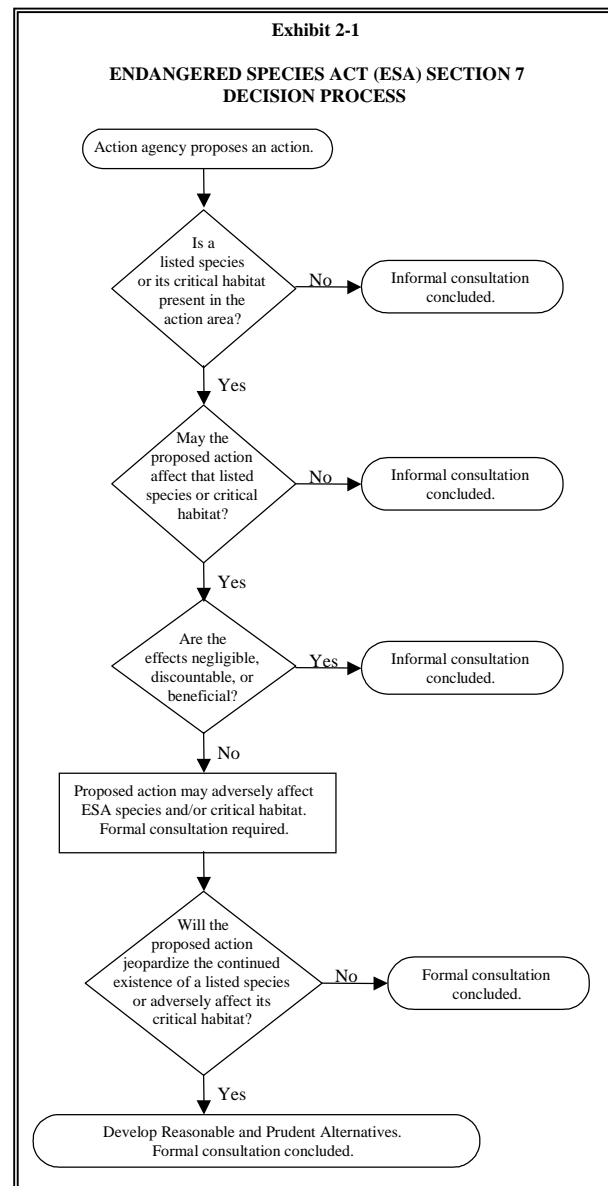 Exhibit 2-1
ENDANGERED SPECIES ACT (ESA) SECTION 7
DECISION PROCESS
Action agency proposes an action.
Is a
listed species
or its critical habitat
present in the
action area?
No
Informal consultation
concluded.
Yes
May the
proposed action
affect that listed
species or critical
habitat?
No
Informal consultation
concluded.
Yes
Are the
effects negligible,
discountable, or
beneficial?
Yes
Informal consultation
concluded.
No
Proposed action may adversely affect
ESA species and/or critical habitat.
Formal consultation required.
Will the
proposed action
jeopardize the continued
existence of a listed species
or adversely affect its
critical habitat?
No
Formal consultation
concluded.
Yes
Develop Reasonable and Prudent Alternatives.
Formal consultation concluded.